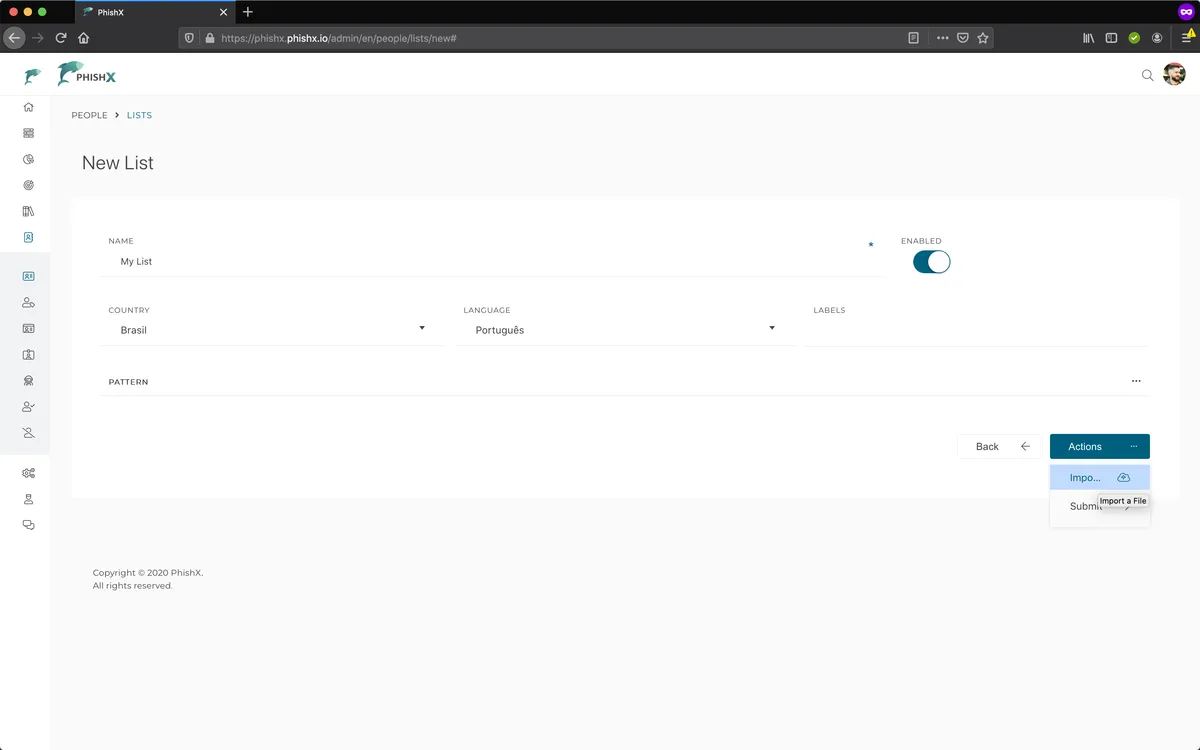 PhishX
https://phishx.phishx.io/admin/en/people/lists/new#
PHISHX
PEOPLE > LISTS
New List
NAME * ENABLED
My List
COUNTRY LANGUAGE LABELS
Brasil Português
PATTERN ...
Back Actions ...
Impo...
Import a File
Submit
Copyright © 2020 PhishX.
All rights reserved.